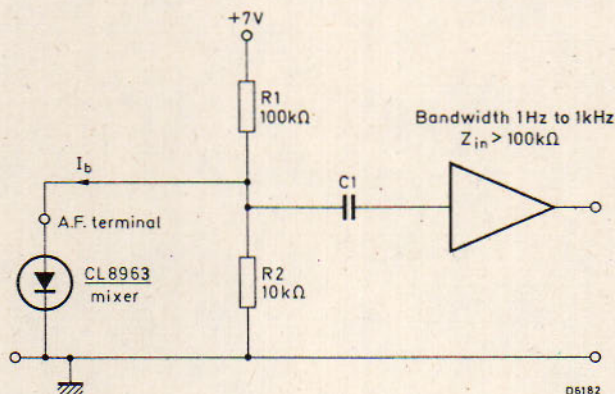 +7V
R1
100kΩ
Bandwidth 1Hz to 1kHz
Zin > 100kΩ
Ib
C1
A.F. terminal
CL8963
mixer
R2
10kΩ
D6182